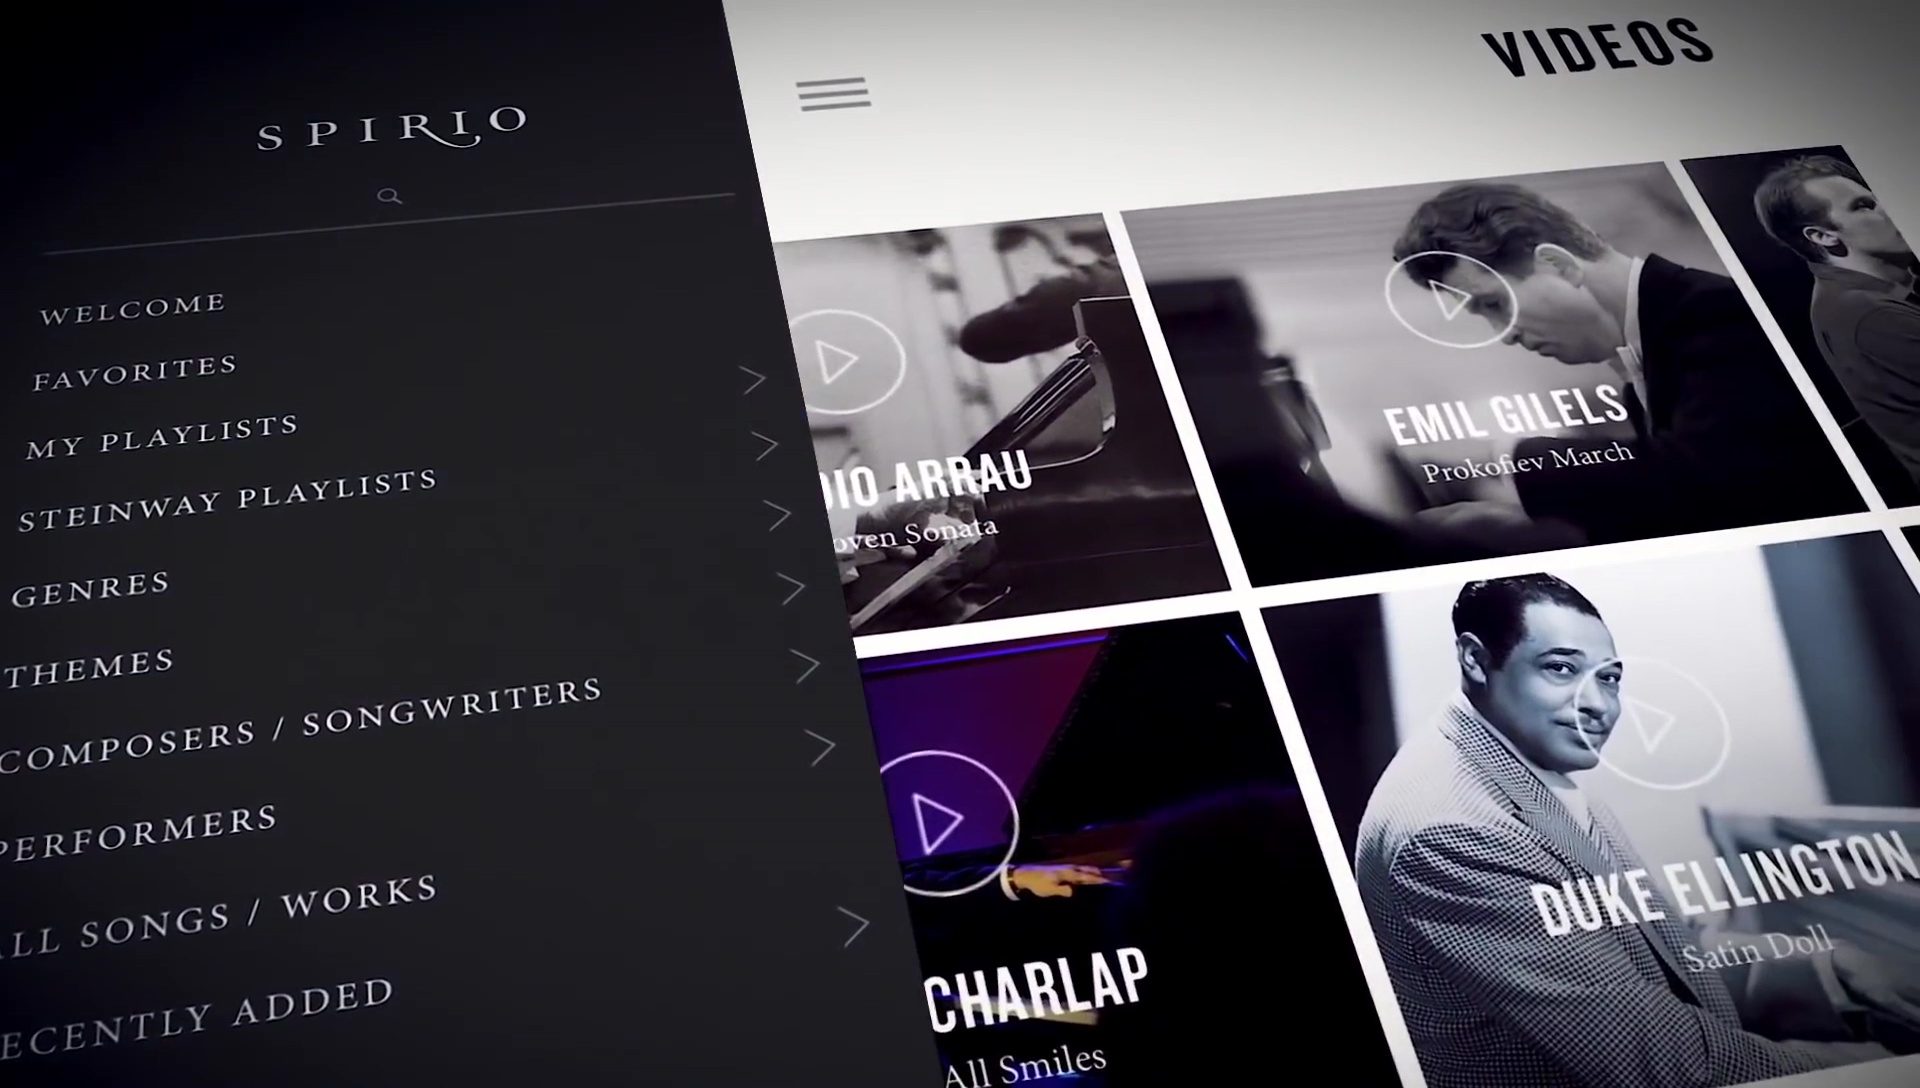 SPIRIO
WELCOME
FAVORITES
MY PLAYLISTS
STEINWAY PLAYLISTS
GENRES
THEMES
COMPOSERS / SONGWRITERS
PERFORMERS
ALL SONGS / WORKS
RECENTLY ADDED
VIDEOS
DIO ARRAU
oven Sonata
EMIL GILELS
Prokofiev March
CHARLAP
All Smiles
DUKE ELLINGTON
Satin Doll